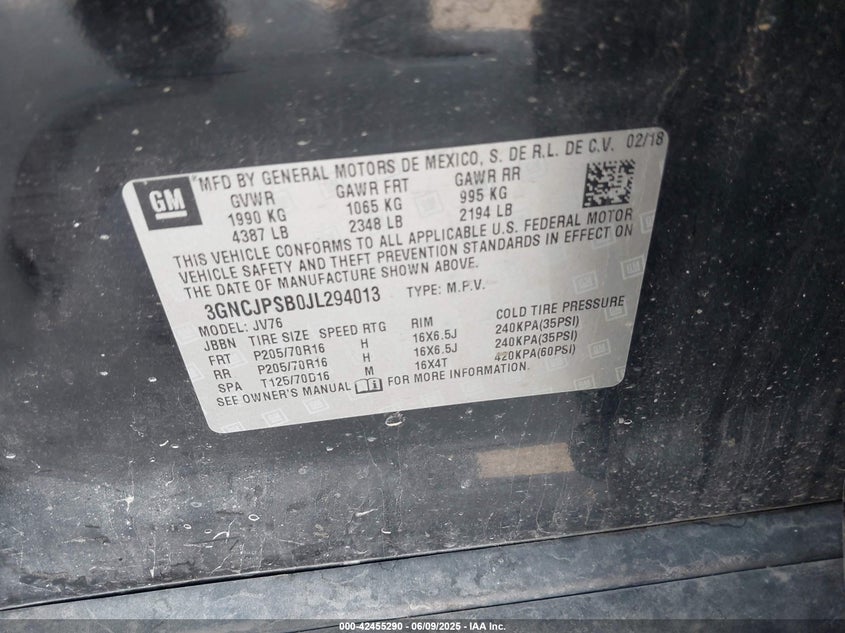 GM
MFD BY GENERAL MOTORS DE MEXICO, S. DE R.L. DE C.V. 02/18
GVWR GAWR FRT GAWR RR
1990 KG 1065 KG 995 KG
4387 LB 2348 LB 2194 LB
THIS VEHICLE CONFORMS TO ALL APPLICABLE U.S. FEDERAL MOTOR
VEHICLE SAFETY AND THEFT PREVENTION STANDARDS IN EFFECT ON
THE DATE OF MANUFACTURE SHOWN ABOVE.
3GNCJPSB0JL294013 TYPE: M.P.V.
MODEL: JV76
JBBN TIRE SIZE SPEED RTG RIM COLD TIRE PRESSURE
FRT P205/70R16 H 16X6.5J 240KPA(35PSI)
RR P205/70R16 H 16X6.5J 240KPA(35PSI)
SPA T125/70D16 M 16X4T 420KPA(60PSI)
SEE OWNER'S MANUAL FOR MORE INFORMATION.
000-42455290 - 06/09/2025 - IAA Inc.